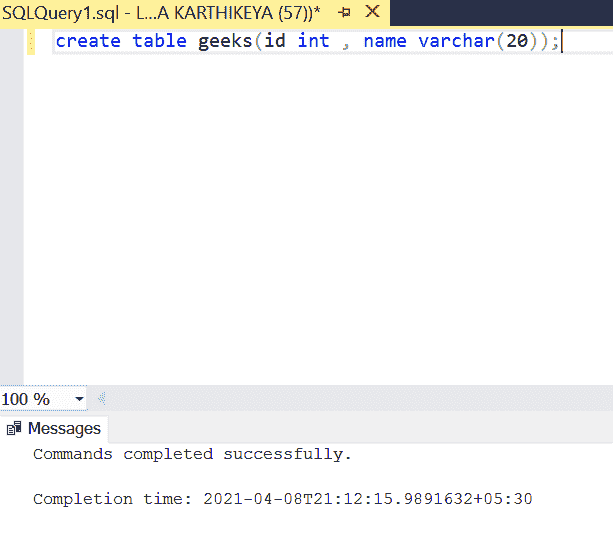 SQLQuery1.sql - L...A KARTHIKEYA (57))*
create table geeks(id int , name varchar(20));
100 %
Messages
Commands completed successfully.
Completion time: 2021-04-08T21:12:15.9891632+05:30